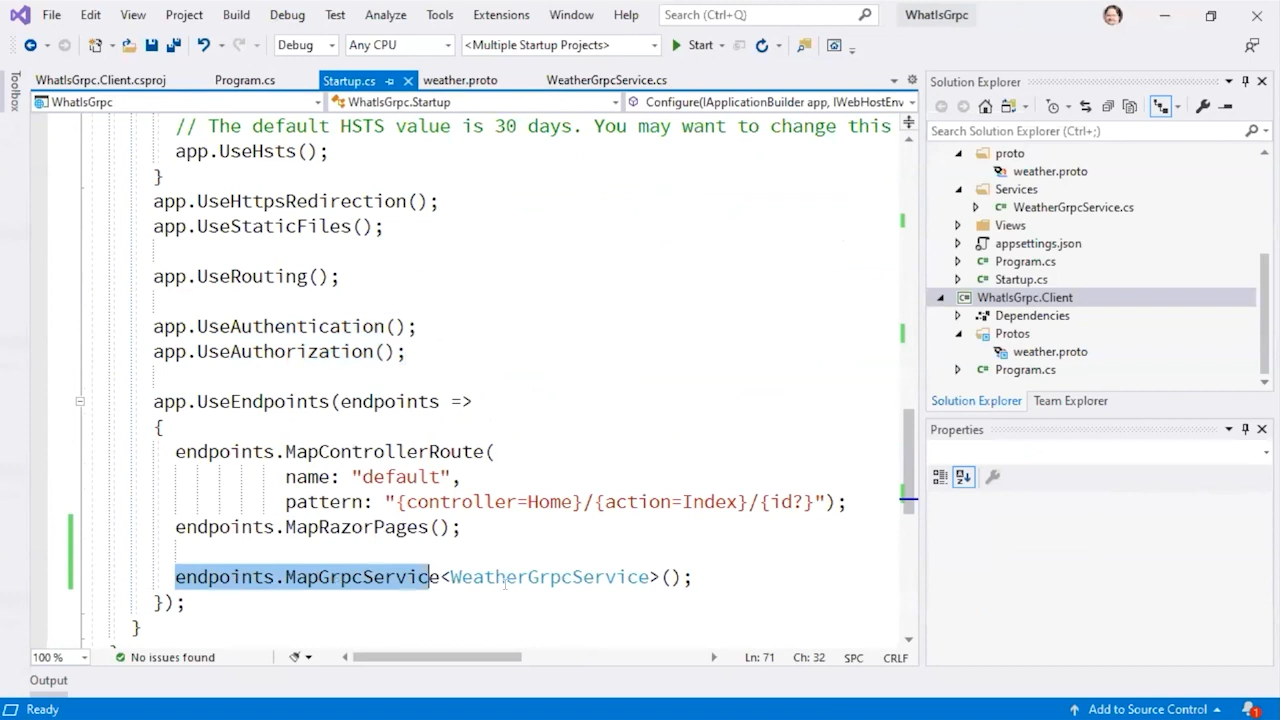 File Edit View Project Build Debug Test Analyze Tools Extensions Window Help Search (Ctrl+Q) WhatIsGrpc
Debug Any CPU <Multiple Startup Projects> Start
Toolbox
WhatIsGrpc.Client.csproj Program.cs Startup.cs weather.proto WeatherGrpcService.cs
WhatIsGrpc WhatIsGrpc.Startup Configure(IApplicationBuilder app, IWebHostEnv
// The default HSTS value is 30 days. You may want to change this
app.UseHsts();
}
app.UseHttpsRedirection();
app.UseStaticFiles();
app.UseRouting();
app.UseAuthentication();
app.UseAuthorization();
app.UseEndpoints(endpoints =>
{
endpoints.MapControllerRoute(
name: "default",
pattern: "{controller=Home}/{action=Index}/{id?}");
endpoints.MapRazorPages();
endpoints.MapGrpcService<WeatherGrpcService>();
});
}
100 % No issues found Ln: 71 Ch: 32 SPC CRLF
Output
Ready
Add to Source Control 1
Solution Explorer
Search Solution Explorer (Ctrl+;)
proto
weather.proto
Services
C# WeatherGrpcService.cs
Views
appsettings.json
C# Program.cs
C# Startup.cs
C# WhatIsGrpc.Client
Dependencies
Protos
weather.proto
C# Program.cs
Solution Explorer Team Explorer
Properties